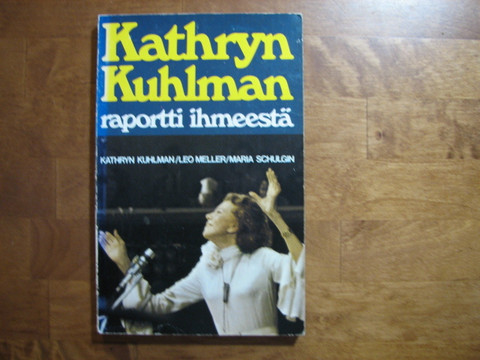 Kathryn
Kuhlman
raportti ihmeestä
KATHRYN KUHLMAN/LEO MELLER/MARIA SCHULGIN